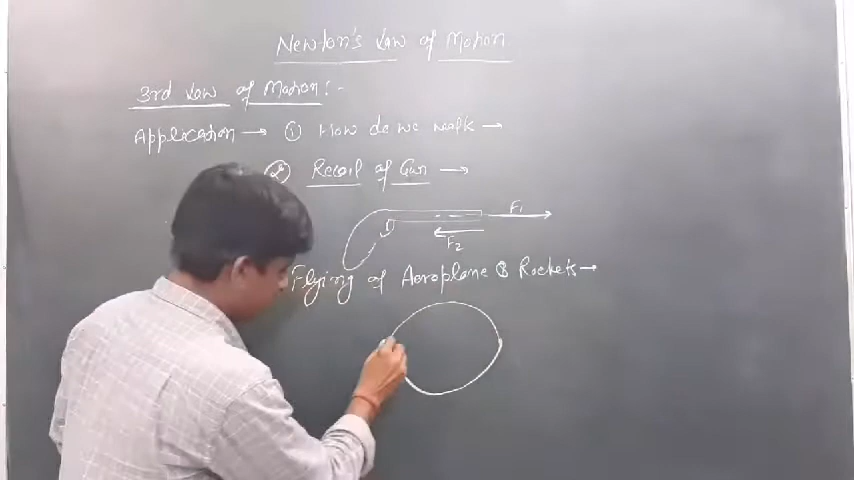 Newton's Law of Motion
3rd Law of Motion:-
Application → ① How do we walk →
② Recoil of Gun →
F₁
F₂
Flying of Aeroplane & Rockets →